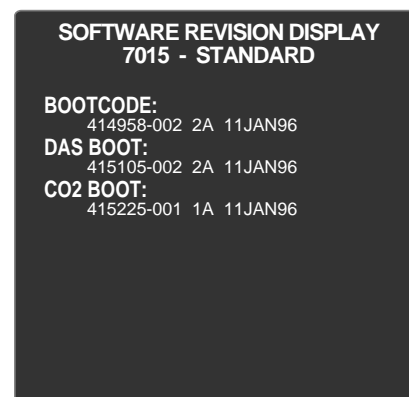 SOFTWARE REVISION DISPLAY
7015 - STANDARD
BOOTCODE:
414958-002 2A 11JAN96
DAS BOOT:
415105-002 2A 11JAN96
CO2 BOOT:
415225-001 1A 11JAN96